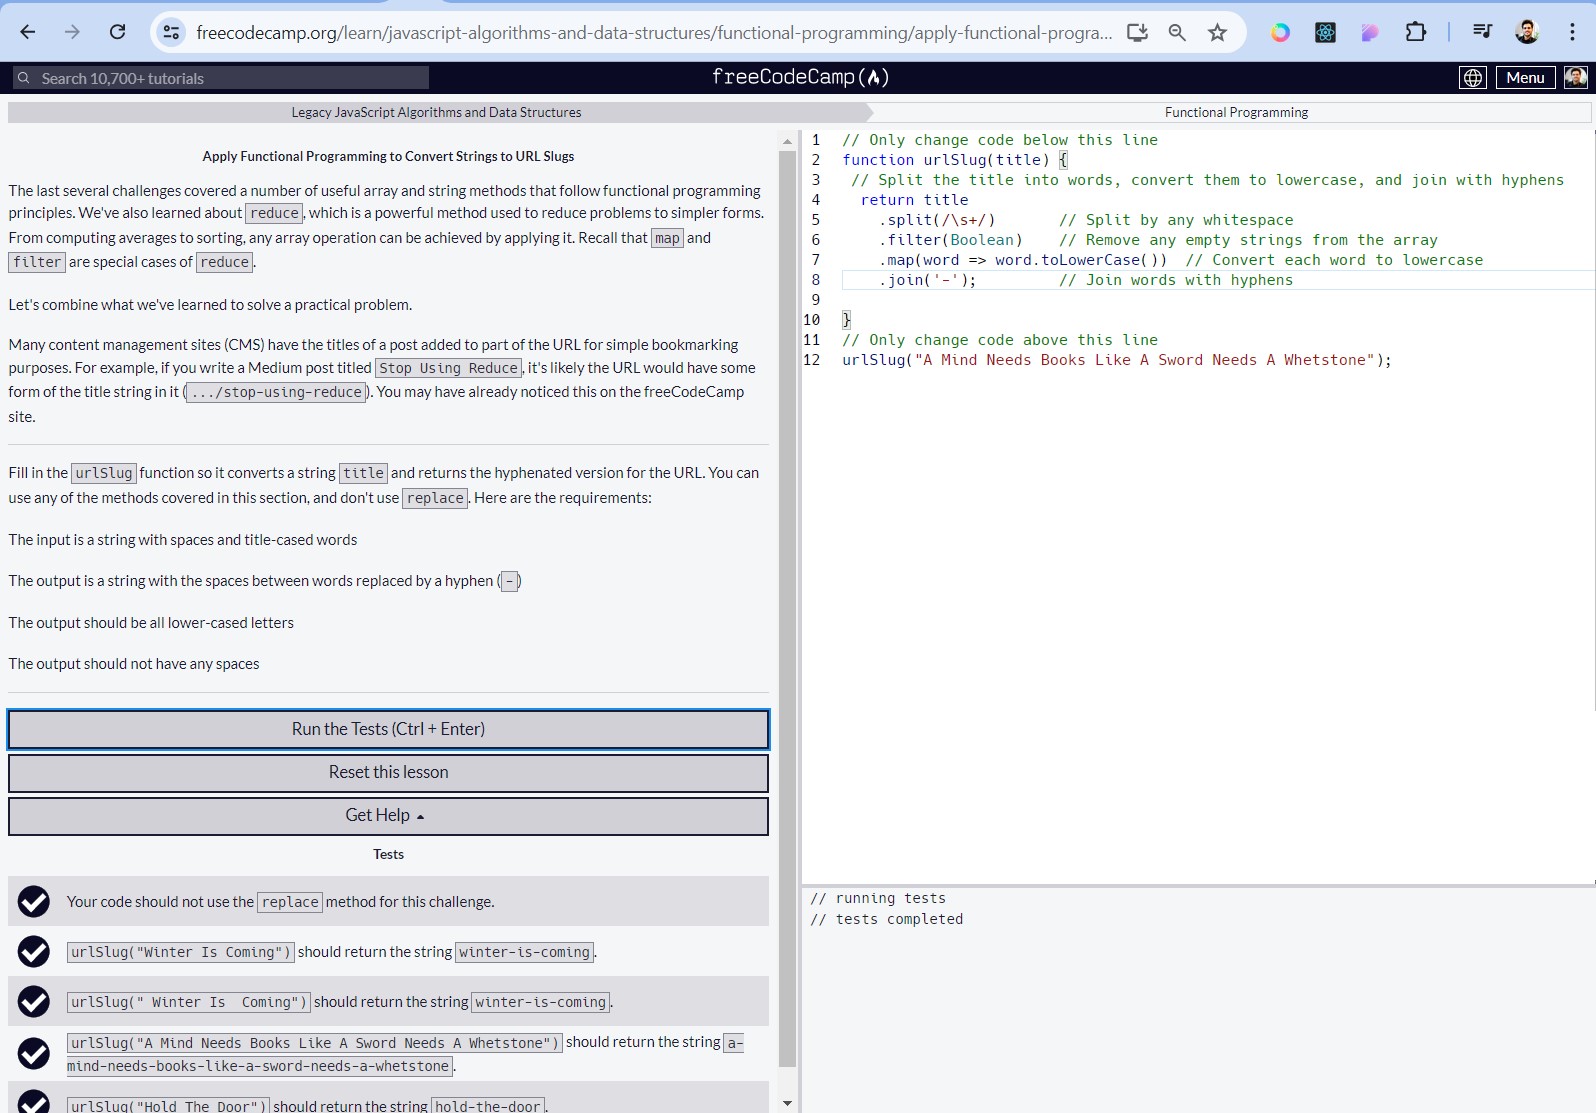 freecodecamp.org/learn/javascript-algorithms-and-data-structures/functional-programming/apply-functional-progra...
Search 10,700+ tutorials
freeCodeCamp
Menu
Legacy JavaScript Algorithms and Data Structures
Functional Programming
Apply Functional Programming to Convert Strings to URL Slugs
The last several challenges covered a number of useful array and string methods that follow functional programming
principles. We've also learned about reduce, which is a powerful method used to reduce problems to simpler forms.
From computing averages to sorting, any array operation can be achieved by applying it. Recall that map and
filter are special cases of reduce.
Let's combine what we've learned to solve a practical problem.
Many content management sites (CMS) have the titles of a post added to part of the URL for simple bookmarking
purposes. For example, if you write a Medium post titled Stop Using Reduce, it's likely the URL would have some
form of the title string in it (.../stop-using-reduce). You may have already noticed this on the freeCodeCamp
site.
Fill in the urlSlug function so it converts a string title and returns the hyphenated version for the URL. You can
use any of the methods covered in this section, and don't use replace. Here are the requirements:
The input is a string with spaces and title-cased words
The output is a string with the spaces between words replaced by a hyphen (-)
The output should be all lower-cased letters
The output should not have any spaces
Run the Tests (Ctrl + Enter)
Reset this lesson
Get Help
Tests
Your code should not use the replace method for this challenge.
urlSlug("Winter Is Coming") should return the string winter-is-coming.
urlSlug(" Winter Is  Coming") should return the string winter-is-coming.
urlSlug("A Mind Needs Books Like A Sword Needs A Whetstone") should return the string a-
mind-needs-books-like-a-sword-needs-a-whetstone.
urlSlug("Hold The Door") should return the string hold-the-door.
1 // Only change code below this line
2 function urlSlug(title) {
3 // Split the title into words, convert them to lowercase, and join with hyphens
4 return title
5 .split(/\s+/) // Split by any whitespace
6 .filter(Boolean) // Remove any empty strings from the array
7 .map(word => word.toLowerCase()) // Convert each word to lowercase
8 .join('-'); // Join words with hyphens
9
10 }
11 // Only change code above this line
12 urlSlug("A Mind Needs Books Like A Sword Needs A Whetstone");
// running tests
// tests completed